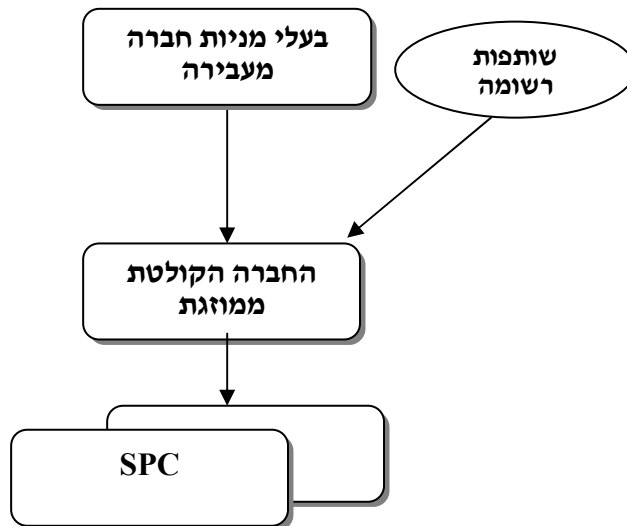 בעלי מניות חברה
מעבירה
שותפות
רשומה
החברה הקולטת
ממוזגת
SPC